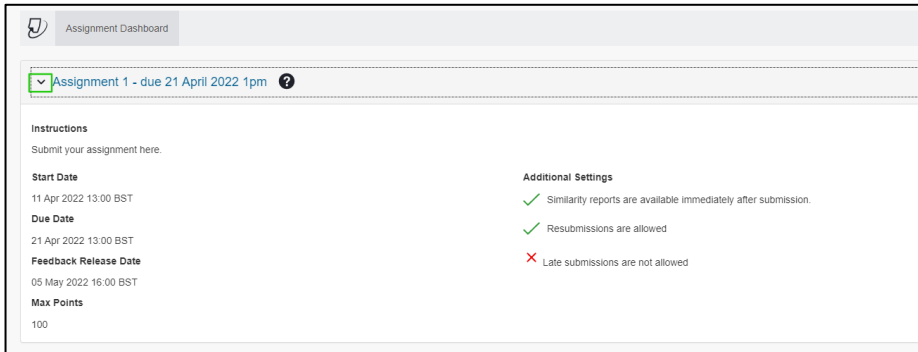 Assignment Dashboard
Assignment 1 - due 21 April 2022 1pm ?
Instructions
Submit your assignment here.
Start Date
11 Apr 2022 13:00 BST
Due Date
21 Apr 2022 13:00 BST
Feedback Release Date
05 May 2022 16:00 BST
Max Points
100
Additional Settings
Similarity reports are available immediately after submission.
Resubmissions are allowed
Late submissions are not allowed